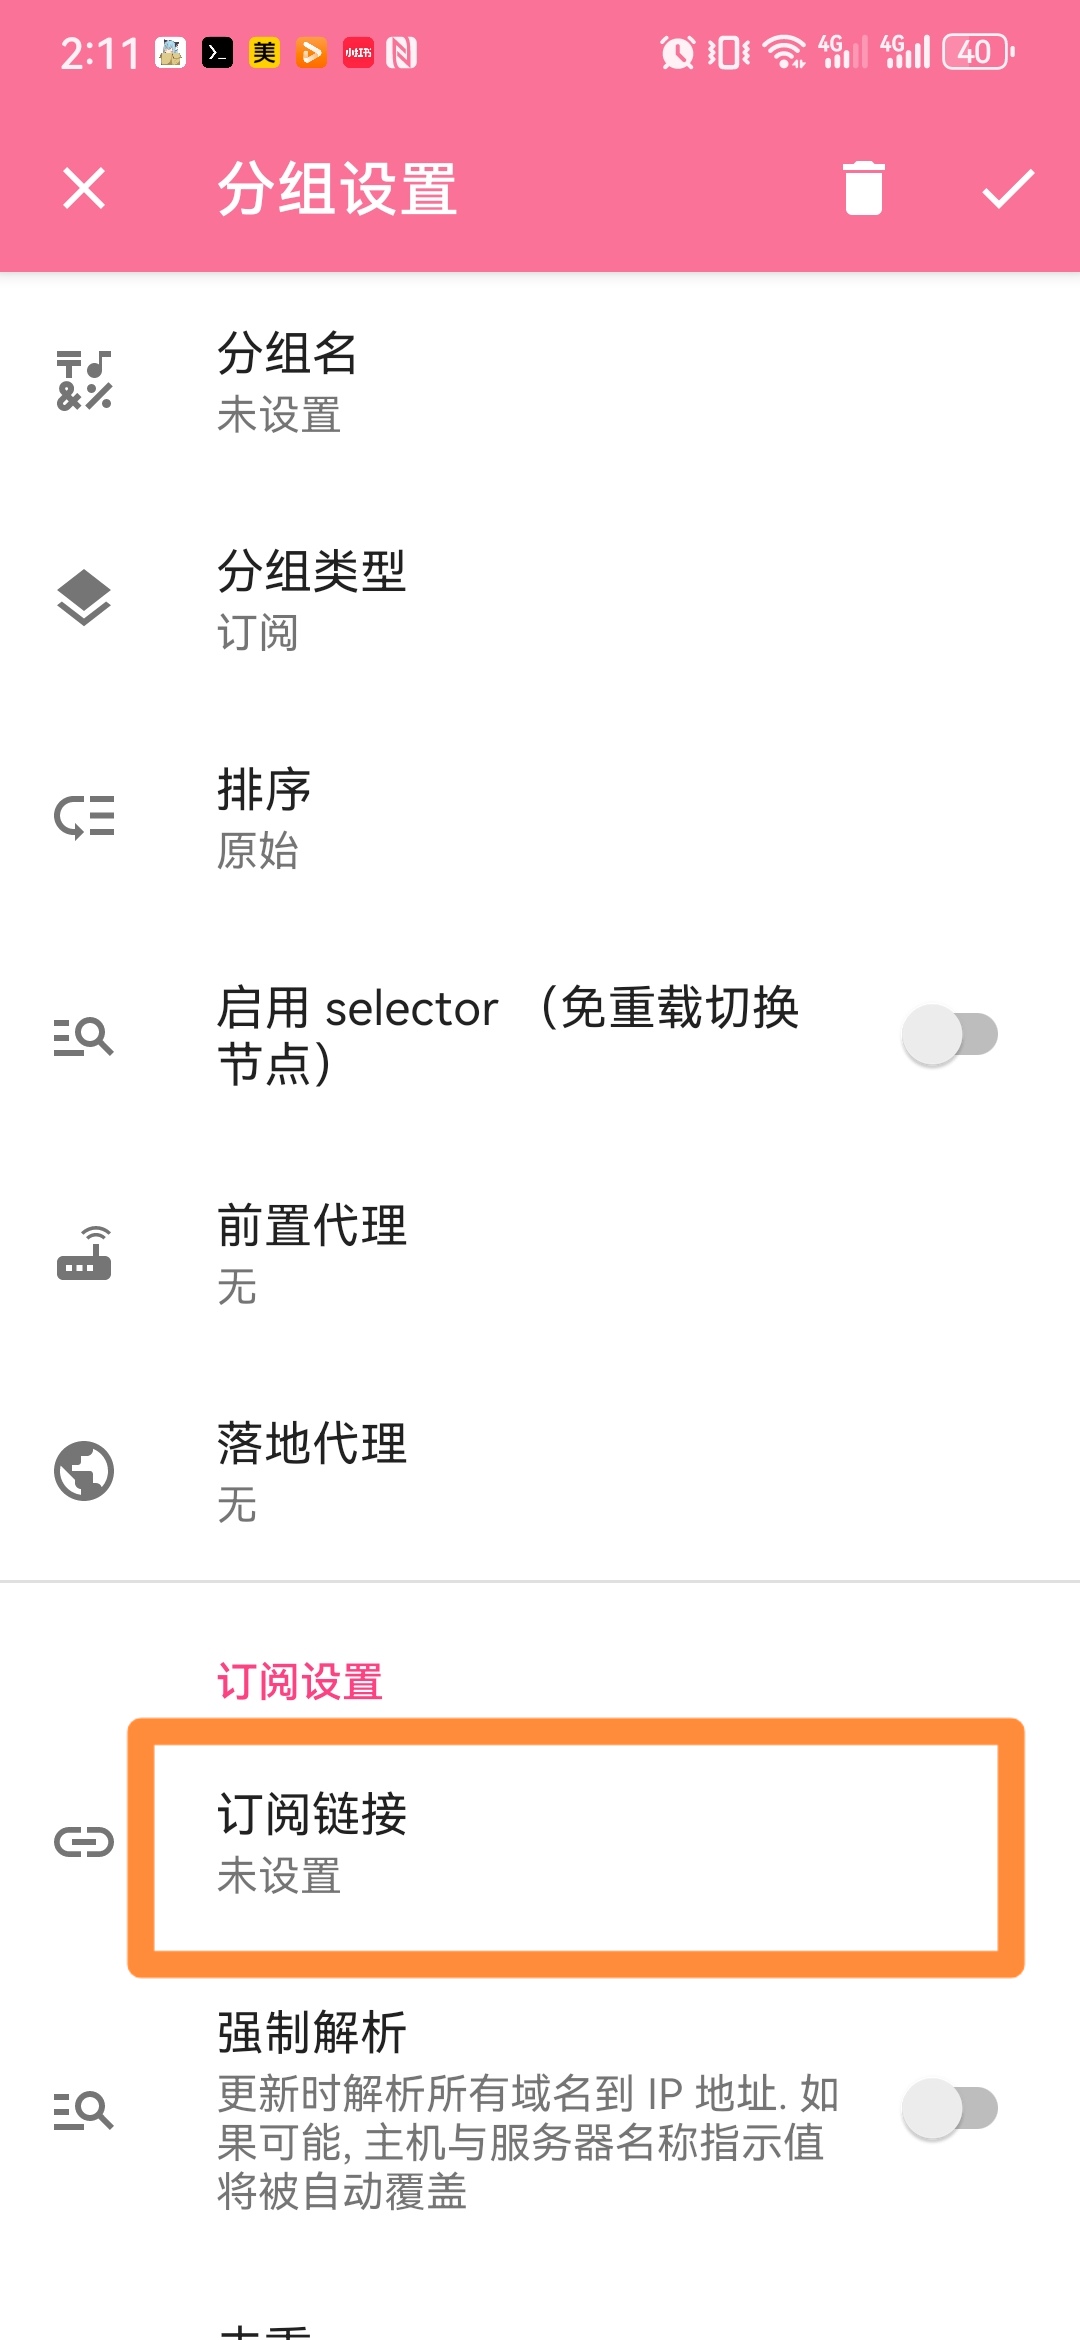 2:11
美
小红书
4G
4G
40
分组设置
分组名
未设置
分组类型
订阅
排序
原始
启用 selector （免重载切换
节点）
前置代理
无
落地代理
无
订阅设置
订阅链接
未设置
强制解析
更新时解析所有域名到 IP 地址. 如
果可能, 主机与服务器名称指示值
将被自动覆盖